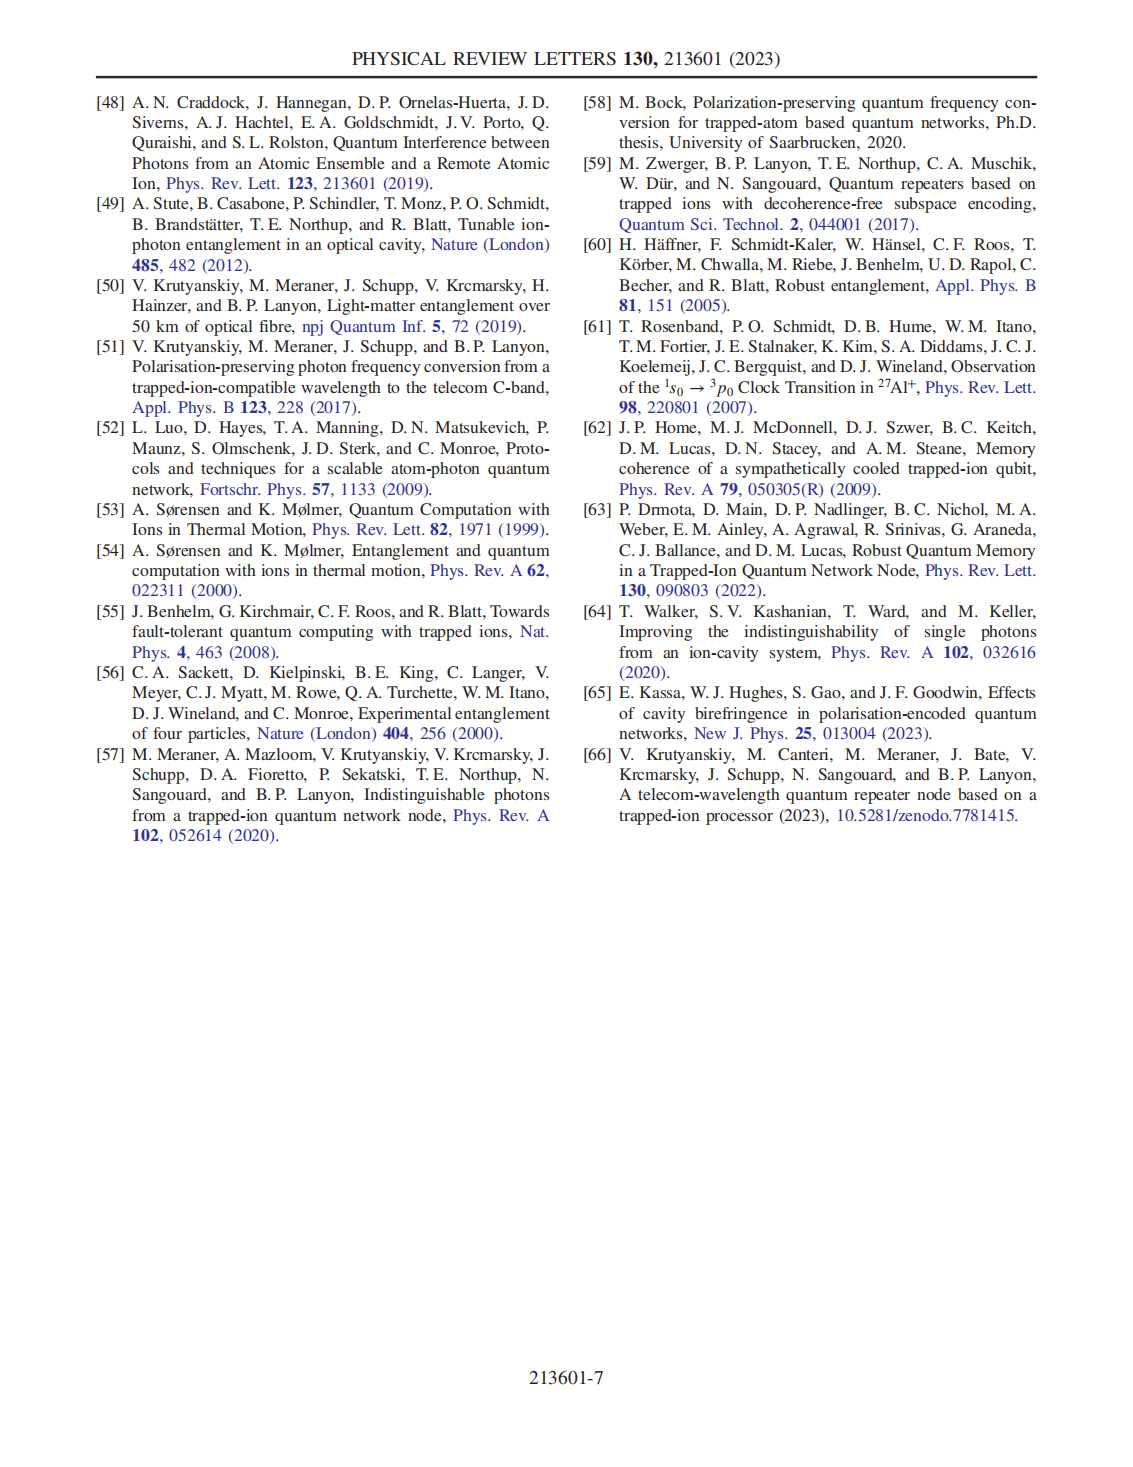 PHYSICAL REVIEW LETTERS 130, 213601 (2023)
[48] A. N. Craddock, J. Hannegan, D. P. Ornelas-Huerta, J. D.
Siverns, A. J. Hachtel, E. A. Goldschmidt, J. V. Porto, Q.
Quraishi, and S. L. Rolston, Quantum Interference between
Photons from an Atomic Ensemble and a Remote Atomic
Ion, Phys. Rev. Lett. 123, 213601 (2019).
[49] A. Stute, B. Casabone, P. Schindler, T. Monz, P. O. Schmidt,
B. Brandstätter, T. E. Northup, and R. Blatt, Tunable ion-
photon entanglement in an optical cavity, Nature (London)
485, 482 (2012).
[50] V. Krutyanskiy, M. Meraner, J. Schupp, V. Krcmarsky, H.
Hainzer, and B. P. Lanyon, Light-matter entanglement over
50 km of optical fibre, npj Quantum Inf. 5, 72 (2019).
[51] V. Krutyanskiy, M. Meraner, J. Schupp, and B. P. Lanyon,
Polarisation-preserving photon frequency conversion from a
trapped-ion-compatible wavelength to the telecom C-band,
Appl. Phys. B 123, 228 (2017).
[52] L. Luo, D. Hayes, T. A. Manning, D. N. Matsukevich, P.
Maunz, S. Olmschenk, J. D. Sterk, and C. Monroe, Proto-
cols and techniques for a scalable atom-photon quantum
network, Fortschr. Phys. 57, 1133 (2009).
[53] A. Sørensen and K. Mølmer, Quantum Computation with
Ions in Thermal Motion, Phys. Rev. Lett. 82, 1971 (1999).
[54] A. Sørensen and K. Mølmer, Entanglement and quantum
computation with ions in thermal motion, Phys. Rev. A 62,
022311 (2000).
[55] J. Benhelm, G. Kirchmair, C. F. Roos, and R. Blatt, Towards
fault-tolerant quantum computing with trapped ions, Nat.
Phys. 4, 463 (2008).
[56] C. A. Sackett, D. Kielpinski, B. E. King, C. Langer, V.
Meyer, C. J. Myatt, M. Rowe, Q. A. Turchette, W. M. Itano,
D. J. Wineland, and C. Monroe, Experimental entanglement
of four particles, Nature (London) 404, 256 (2000).
[57] M. Meraner, A. Mazloom, V. Krutyanskiy, V. Krcmarsky, J.
Schupp, D. A. Fioretto, P. Sekatski, T. E. Northup, N.
Sangouard, and B. P. Lanyon, Indistinguishable photons
from a trapped-ion quantum network node, Phys. Rev. A
102, 052614 (2020).
[58] M. Bock, Polarization-preserving quantum frequency con-
version for trapped-atom based quantum networks, Ph.D.
thesis, University of Saarbrucken, 2020.
[59] M. Zwerger, B. P. Lanyon, T. E. Northup, C. A. Muschik,
W. Dür, and N. Sangouard, Quantum repeaters based on
trapped ions with decoherence-free subspace encoding,
Quantum Sci. Technol. 2, 044001 (2017).
[60] H. Häffner, F. Schmidt-Kaler, W. Hänsel, C. F. Roos, T.
Körber, M. Chwalla, M. Riebe, J. Benhelm, U. D. Rapol, C.
Becher, and R. Blatt, Robust entanglement, Appl. Phys. B
81, 151 (2005).
[61] T. Rosenband, P. O. Schmidt, D. B. Hume, W. M. Itano,
T. M. Fortier, J. E. Stalnaker, K. Kim, S. A. Diddams, J. C. J.
Koelemeij, J. C. Bergquist, and D. J. Wineland, Observation
of the ¹s₀ → ³p₀ Clock Transition in ²⁷Al⁺, Phys. Rev. Lett.
98, 220801 (2007).
[62] J. P. Home, M. J. McDonnell, D. J. Szwer, B. C. Keitch,
D. M. Lucas, D. N. Stacey, and A. M. Steane, Memory
coherence of a sympathetically cooled trapped-ion qubit,
Phys. Rev. A 79, 050305(R) (2009).
[63] P. Drmota, D. Main, D. P. Nadlinger, B. C. Nichol, M. A.
Weber, E. M. Ainley, A. Agrawal, R. Srinivas, G. Araneda,
C. J. Ballance, and D. M. Lucas, Robust Quantum Memory
in a Trapped-Ion Quantum Network Node, Phys. Rev. Lett.
130, 090803 (2022).
[64] T. Walker, S. V. Kashanian, T. Ward, and M. Keller,
Improving the indistinguishability of single photons
from an ion-cavity system, Phys. Rev. A 102, 032616
(2020).
[65] E. Kassa, W. J. Hughes, S. Gao, and J. F. Goodwin, Effects
of cavity birefringence in polarisation-encoded quantum
networks, New J. Phys. 25, 013004 (2023).
[66] V. Krutyanskiy, M. Canteri, M. Meraner, J. Bate, V.
Krcmarsky, J. Schupp, N. Sangouard, and B. P. Lanyon,
A telecom-wavelength quantum repeater node based on a
trapped-ion processor (2023), 10.5281/zenodo.7781415.
213601-7